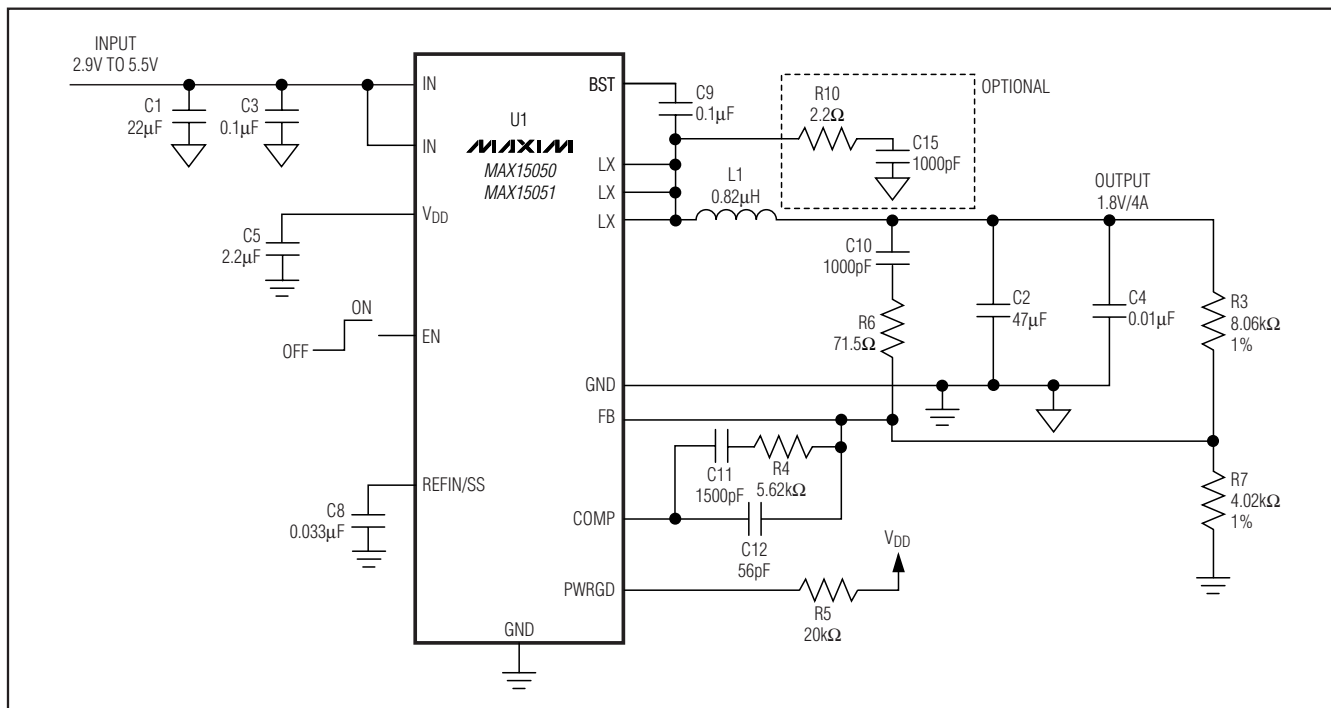 INPUT
2.9V TO 5.5V
C1
22µF
C3
0.1µF
IN
IN
U1
MAXIM
MAX15050
MAX15051
BST
C9
0.1µF
R10
2.2Ω
C15
1000pF
OPTIONAL
LX
LX
LX
L1
0.82µH
OUTPUT
1.8V/4A
VDD
C5
2.2µF
C10
1000pF
R6
71.5Ω
C2
47µF
C4
0.01µF
R3
8.06kΩ
1%
ON
OFF
EN
GND
FB
C11
1500pF
R4
5.62kΩ
REFIN/SS
C8
0.033µF
COMP
C12
56pF
R7
4.02kΩ
1%
VDD
PWRGD
R5
20kΩ
GND